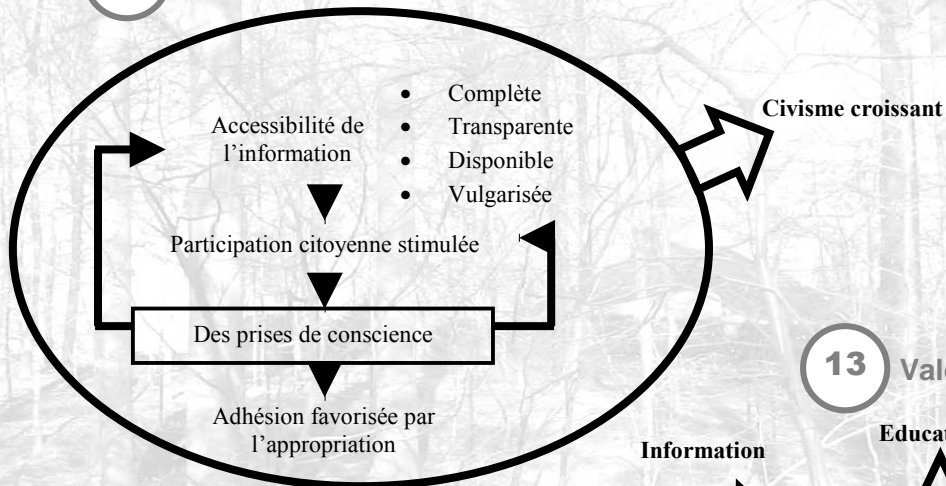 Accessibilité de
l'information
• Complète
• Transparente
• Disponible
• Vulgarisée
Participation citoyenne stimulée
Des prises de conscience
Adhésion favorisée par
l'appropriation
Civisme croissant
13
Information